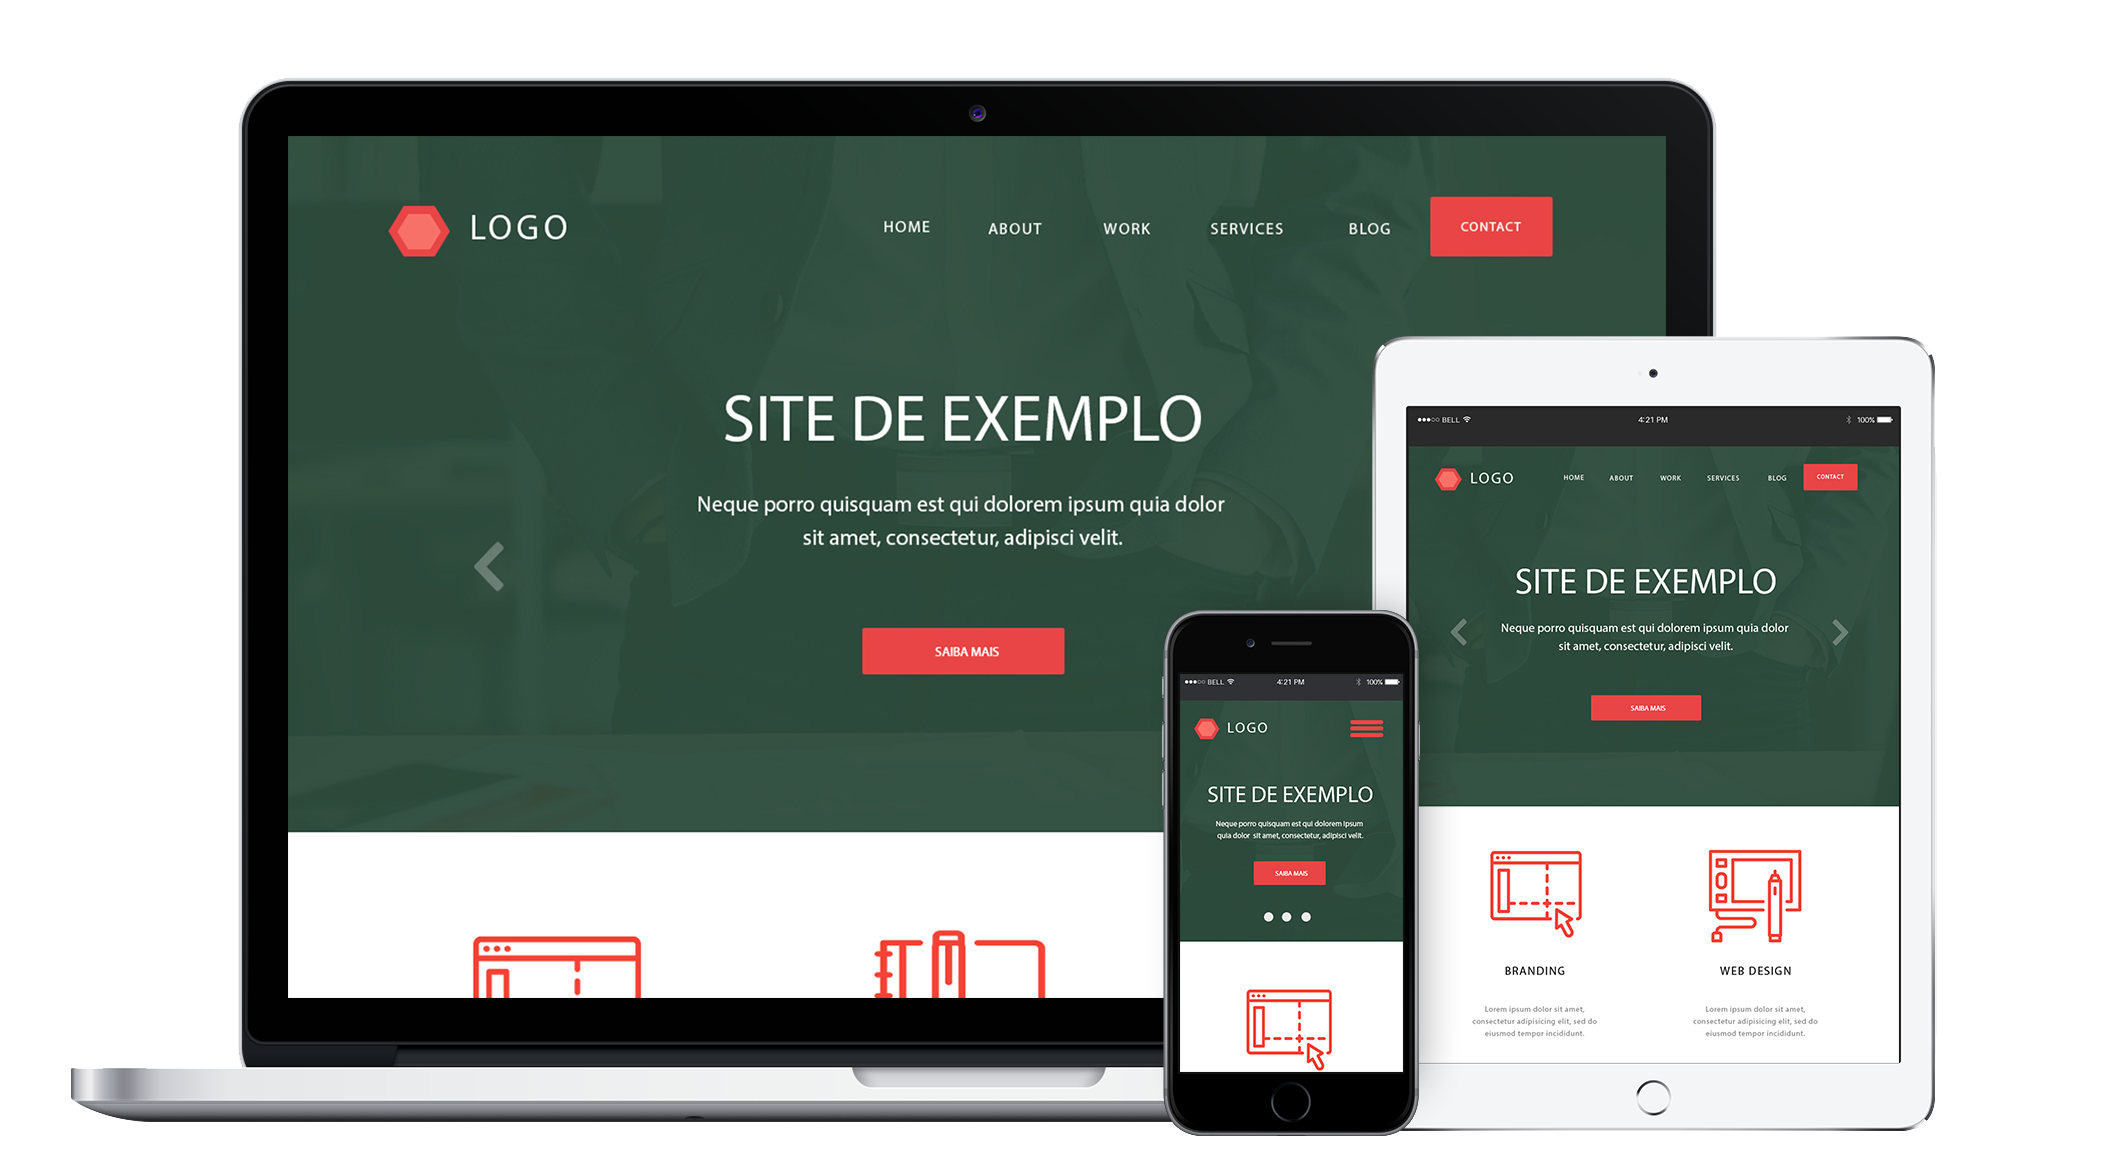 LOGO
HOME
ABOUT
WORK
SERVICES
BLOG
CONTACT
SITE DE EXEMPLO
Neque porro quisquam est qui dolorem ipsum quia dolor
sit amet, consectetur, adipisci velit.
SAIBA MAIS
BELL
4:21 PM
100%
LOGO
SITE DE EXEMPLO
Neque porro quisquam est qui dolorem ipsum
quia dolor sit amet, consectetur, adipisci velit.
SAIBA MAIS
BELL
4:21 PM
100%
LOGO
HOME
ABOUT
WORK
SERVICES
BLOG
CONTACT
SITE DE EXEMPLO
Neque porro quisquam est qui dolorem ipsum quia dolor
sit amet, consectetur, adipisci velit.
SAIBA MAIS
BRANDING
Lorem ipsum dolor sit amet,
consectetur adipisicing elit, sed do
eiusmod tempor incididunt.
WEB DESIGN
Lorem ipsum dolor sit amet,
consectetur adipisicing elit, sed do
eiusmod tempor incididunt.